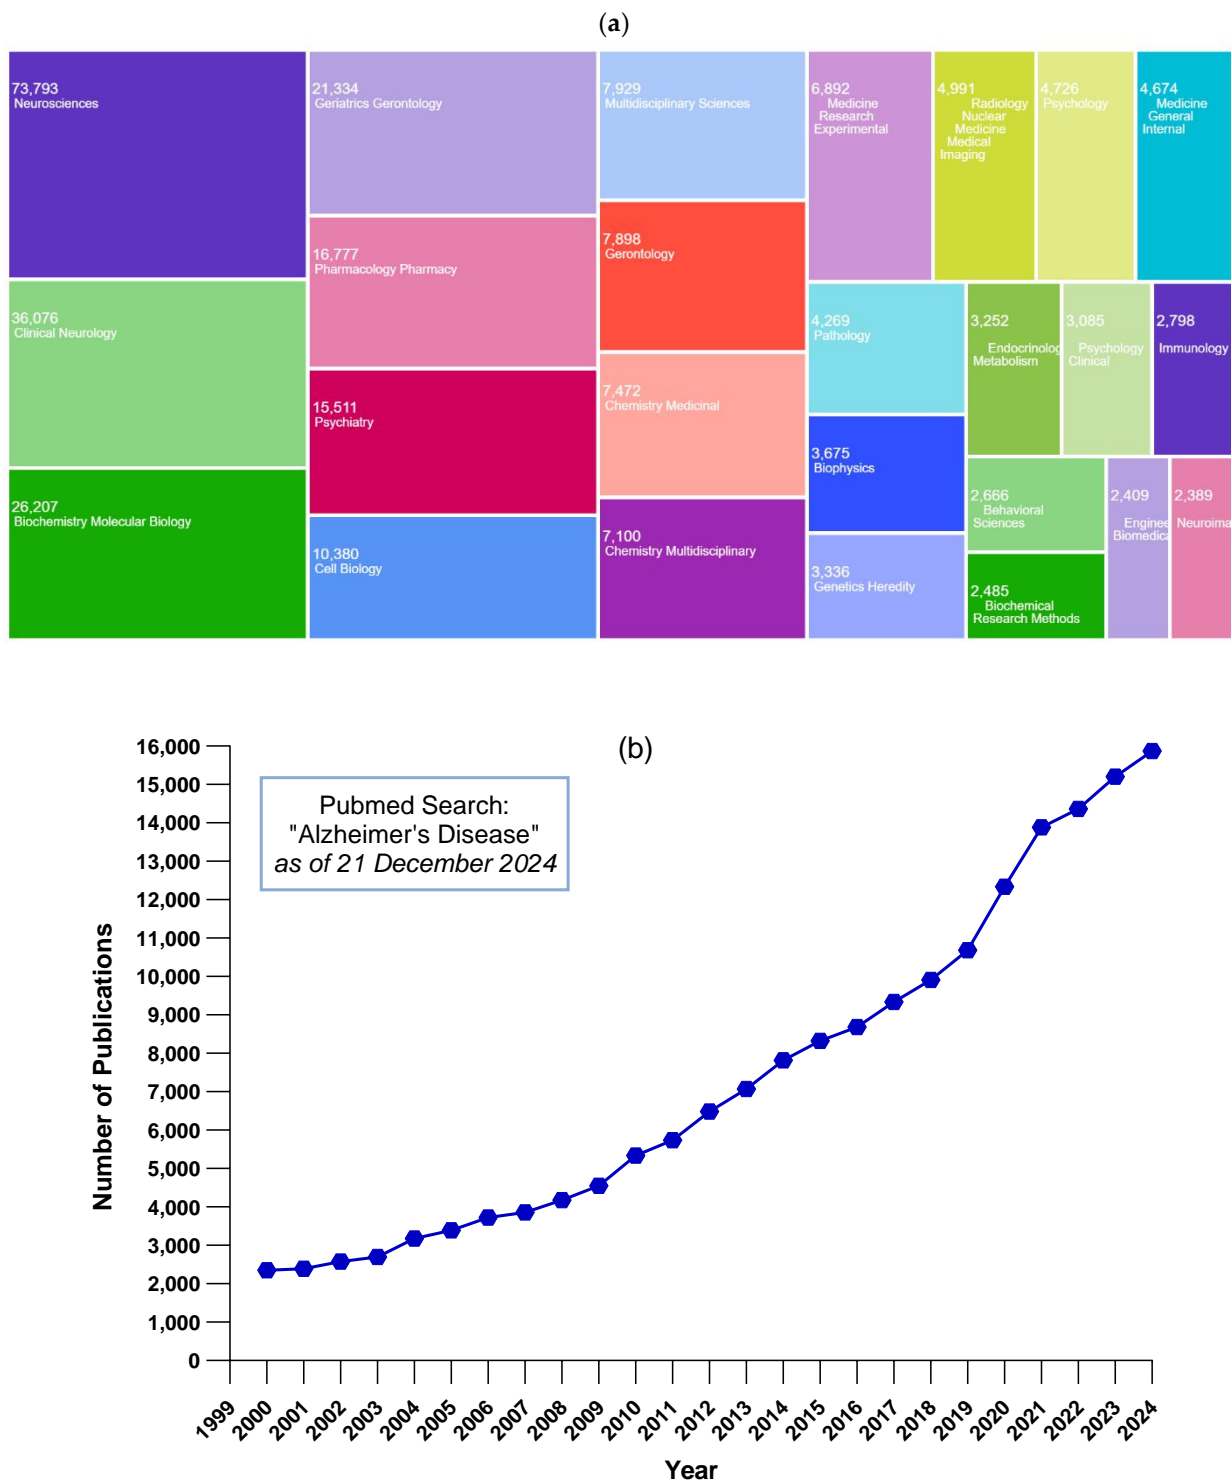 (a)
73,793
Neurosciences
36,076
Clinical Neurology
26,207
Biochemistry Molecular Biology
21,334
Geriatrics Gerontology
16,777
Pharmacology Pharmacy
15,511
Psychiatry
10,380
Cell Biology
7,929
Multidisciplinary Sciences
7,898
Gerontology
7,472
Chemistry Medicinal
7,100
Chemistry Multidisciplinary
6,892
Medicine
Research
Experimental
4,991
Radiology
Nuclear
Medicine
Medical
Imaging
4,726
Psychology
4,674
Medicine
General
Internal
4,269
Pathology
3,675
Biophysics
3,336
Genetics Heredity
3,252
Endocrinolog
Metabolism
3,085
Psychology
Clinical
2,798
Immunology
2,666
Behavioral
Sciences
2,485
Biochemical
Research Methods
2,409
Enginee
Biomedica
2,389
Neuroima
(b)
Pubmed Search:
"Alzheimer's Disease"
as of 21 December 2024
Number of Publications
16,000
15,000
14,000
13,000
12,000
11,000
10,000
9,000
8,000
7,000
6,000
5,000
4,000
3,000
2,000
1,000
0
1999
2000
2001
2002
2003
2004
2005
2006
2007
2008
2009
2010
2011
2012
2013
2014
2015
2016
2017
2018
2019
2020
2021
2022
2023
2024
Year